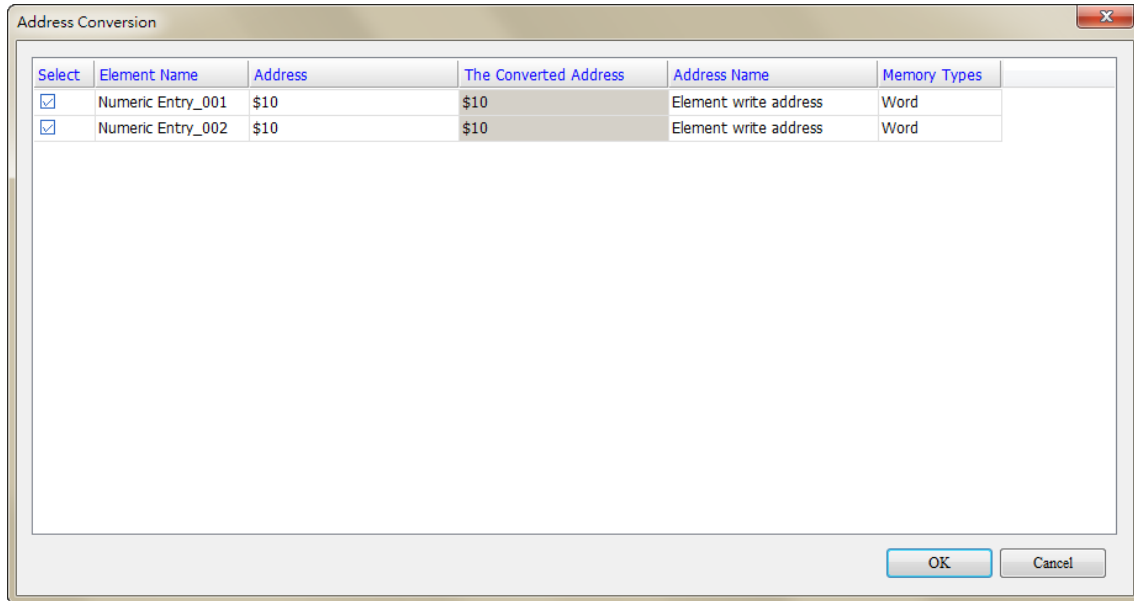 Address Conversion
Select Element Name Address The Converted Address Address Name Memory Types
Numeric Entry_001 $10 $10 Element write address Word
Numeric Entry_002 $10 $10 Element write address Word
OK Cancel